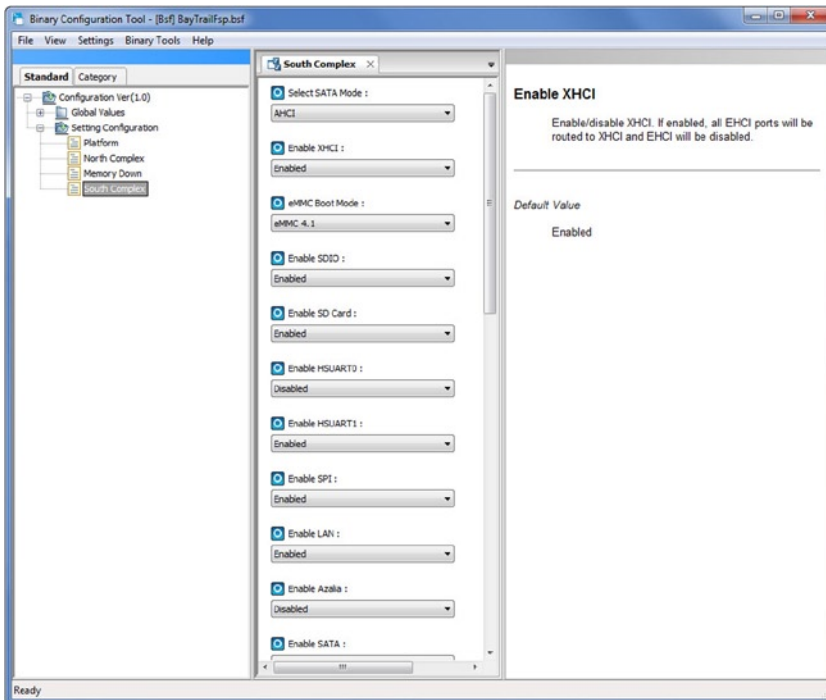 Binary Configuration Tool - [Bsf] BayTrailFsp.bsf
File View Settings Binary Tools Help
Standard Category
Configuration Ver(1.0)
Global Values
Setting Configuration
Platform
North Complex
Memory Down
South Complex
South Complex
Select SATA Mode :
AHCI
Enable XHCI :
Enabled
eMMC Boot Mode :
eMMC 4.1
Enable SDIO :
Enabled
Enable SD Card :
Enabled
Enable HSUART0 :
Disabled
Enable HSUART1 :
Enabled
Enable SPI :
Enabled
Enable LAN :
Enabled
Enable Azalia :
Disabled
Enable SATA :
Enable XHCI
Enable/disable XHCI. If enabled, all EHCI ports will be
routed to XHCI and EHCI will be disabled.
Default Value
Enabled
Ready